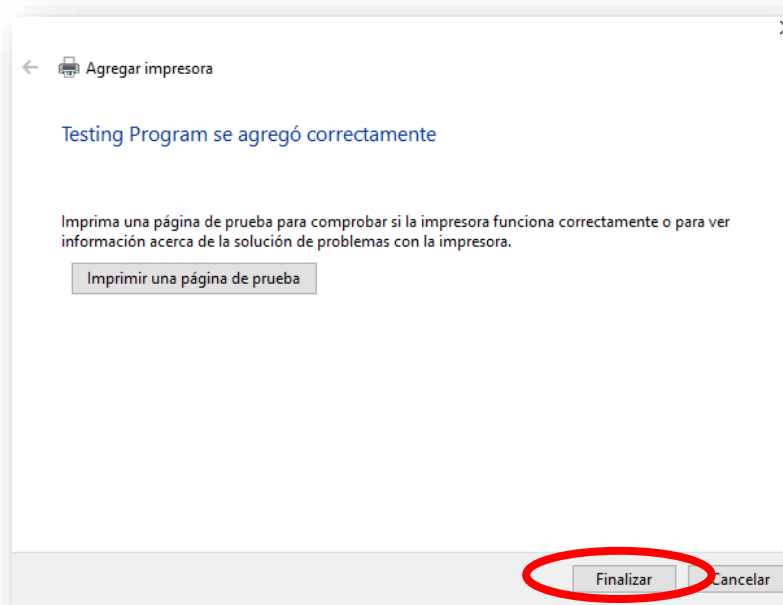 Agregar impresora
Testing Program se agregó correctamente
Imprima una página de prueba para comprobar si la impresora funciona correctamente o para ver
información acerca de la solución de problemas con la impresora.
Imprimir una página de prueba
Finalizar
Cancelar